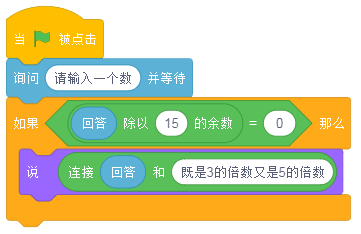 当 被点击
询问 请输入一个数 并等待
如果 回答 除以 15 的余数 = 0 那么
说 连接 回答 和 既是3的倍数又是5的倍数